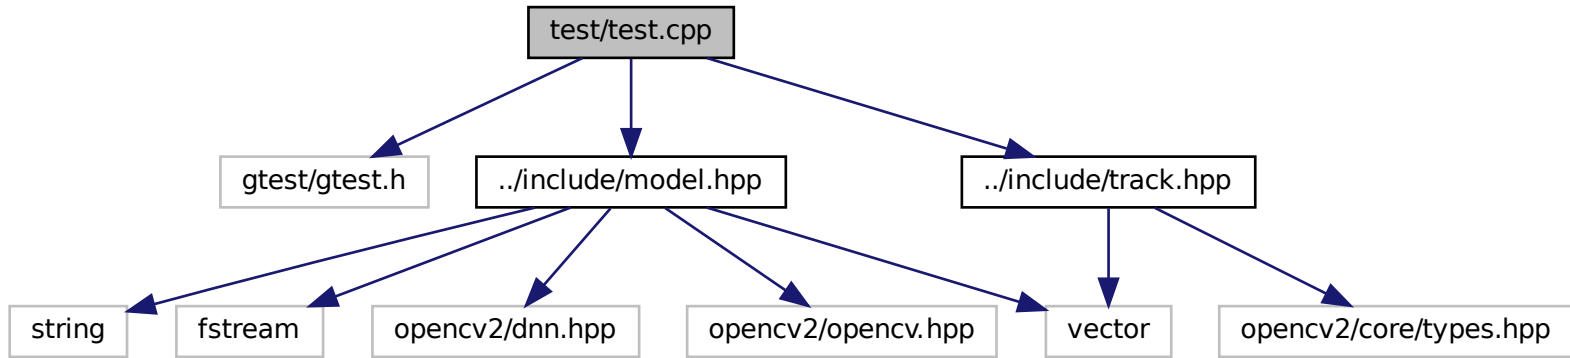 test/test.cpp
gtest/gtest.h
../include/model.hpp
../include/track.hpp
string
fstream
opencv2/dnn.hpp
opencv2/opencv.hpp
vector
opencv2/core/types.hpp